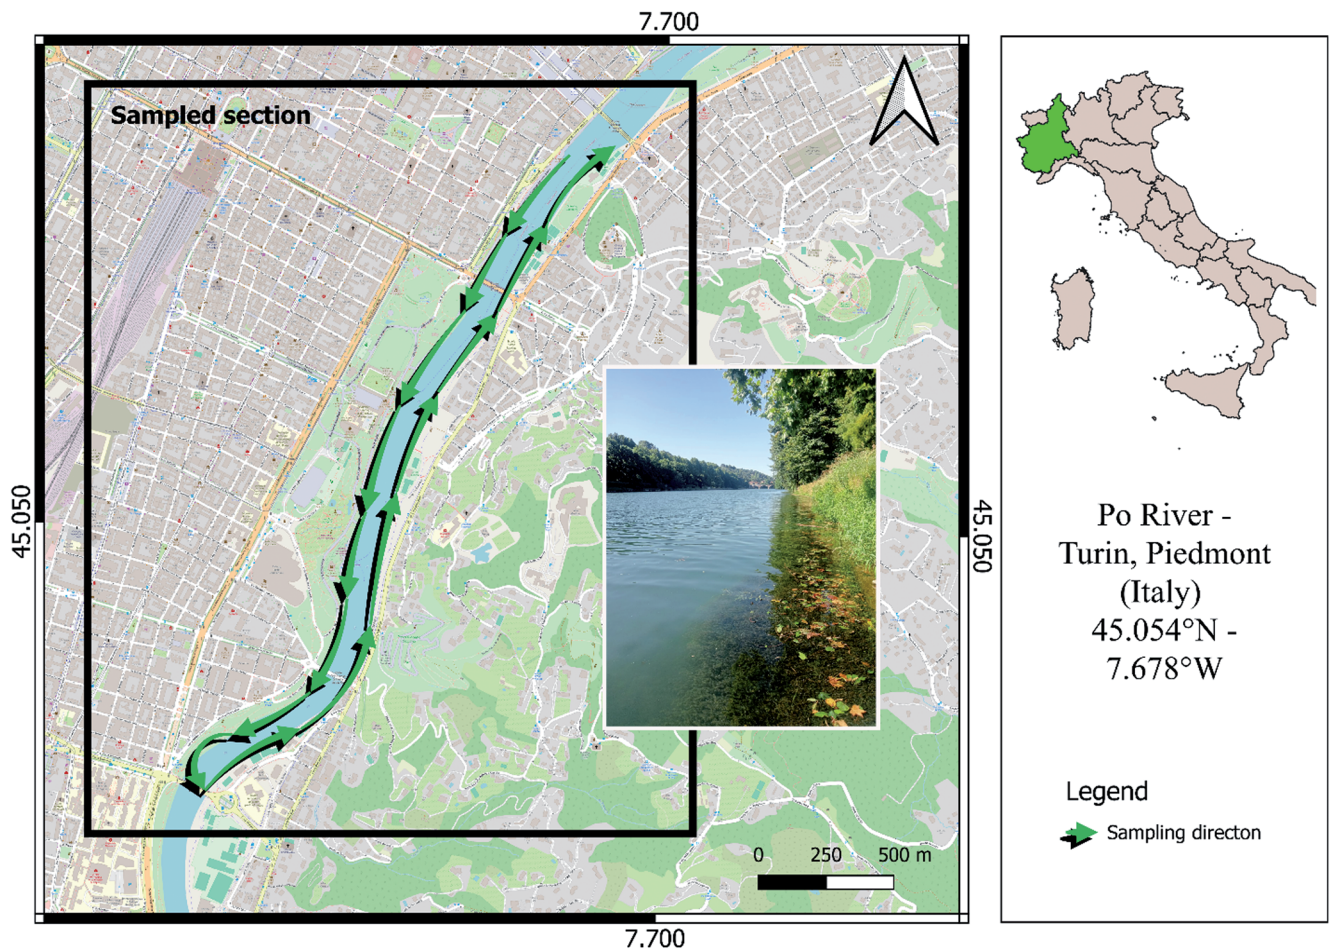 7.700
Sampled section
45.050
45.050
0 250 500 m
7.700
Po River -
Turin, Piedmont
(Italy)
45.054°N -
7.678°W
Legend
Sampling directon